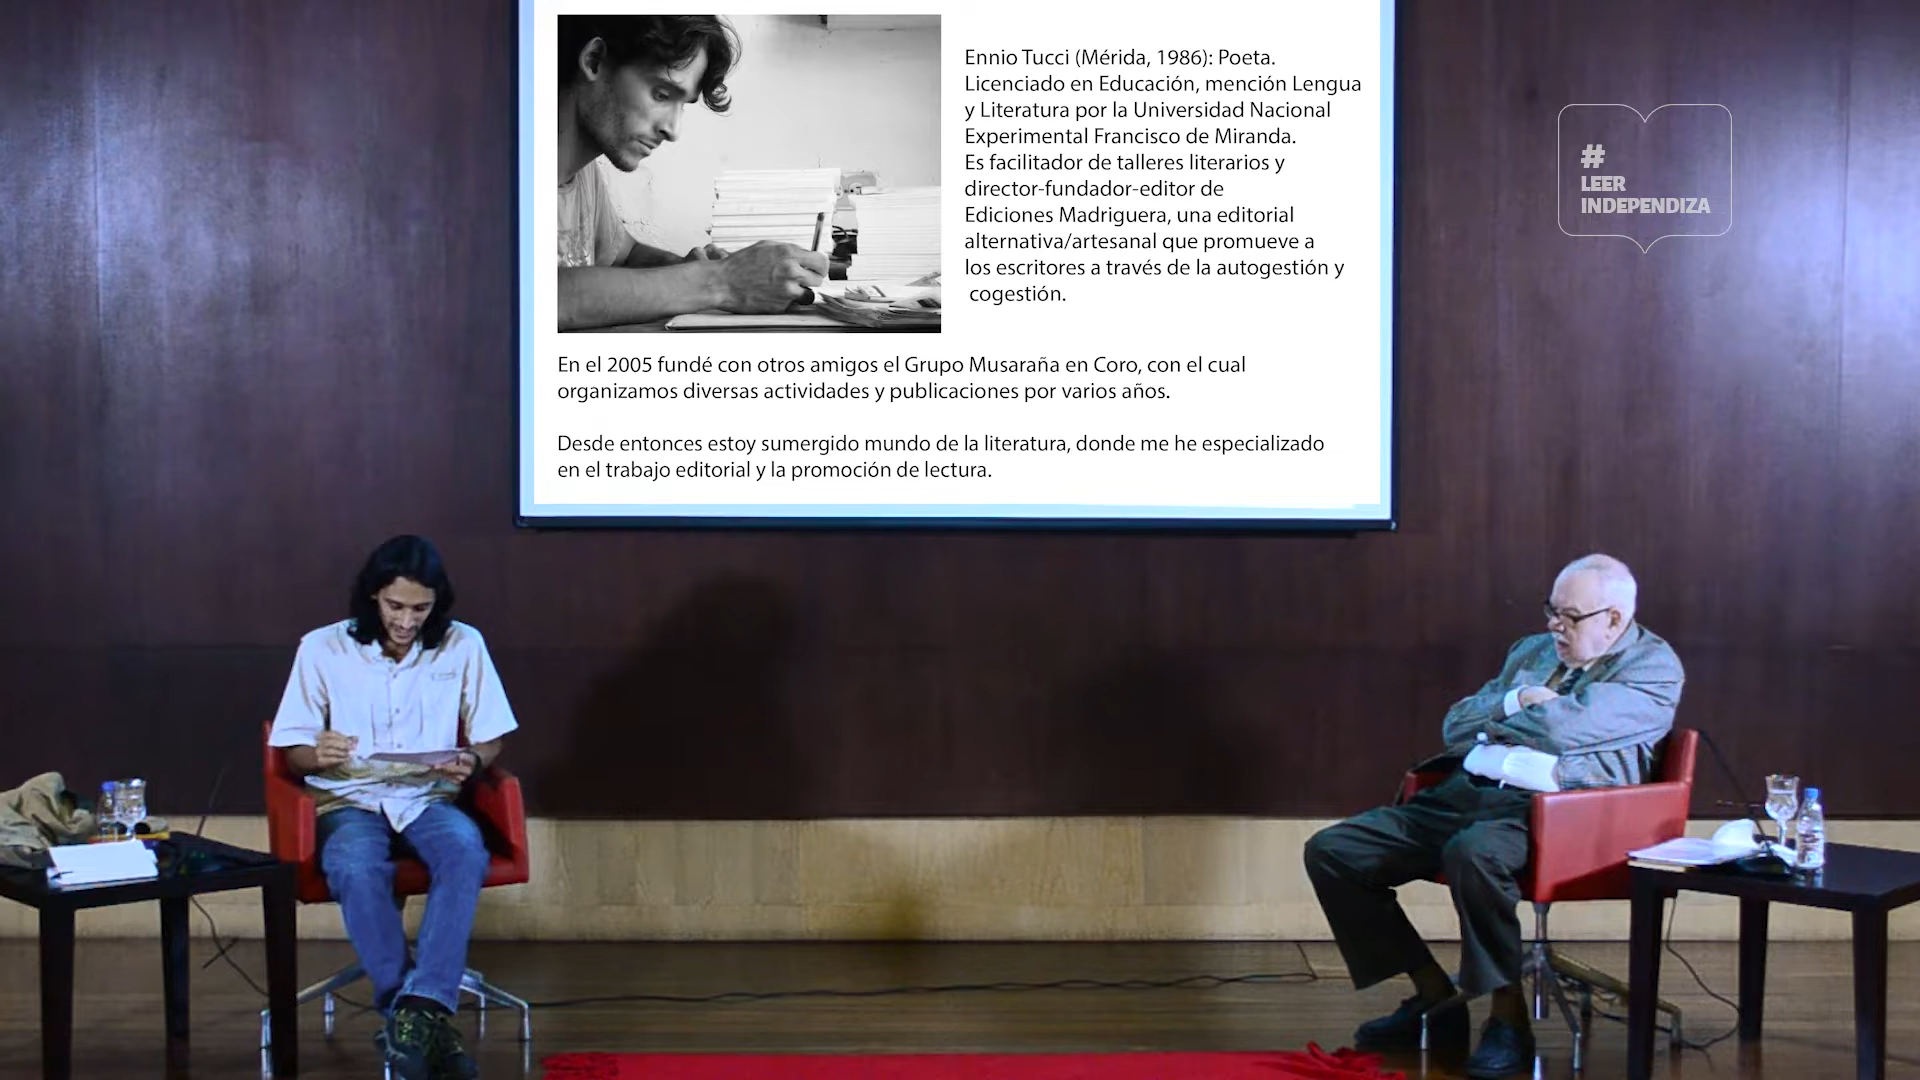 Ennio Tucci (Mérida, 1986): Poeta.
Licenciado en Educación, mención Lengua
y Literatura por la Universidad Nacional
Experimental Francisco de Miranda.
Es facilitador de talleres literarios y
director-fundador-editor de
Ediciones Madriguera, una editorial
alternativa/artesanal que promueve a
los escritores a través de la autogestión y
cogestión.
En el 2005 fundé con otros amigos el Grupo Musaraña en Coro, con el cual
organizamos diversas actividades y publicaciones por varios años.
Desde entonces estoy sumergido mundo de la literatura, donde me he especializado
en el trabajo editorial y la promoción de lectura.
#
LEER
INDEPENDIZA